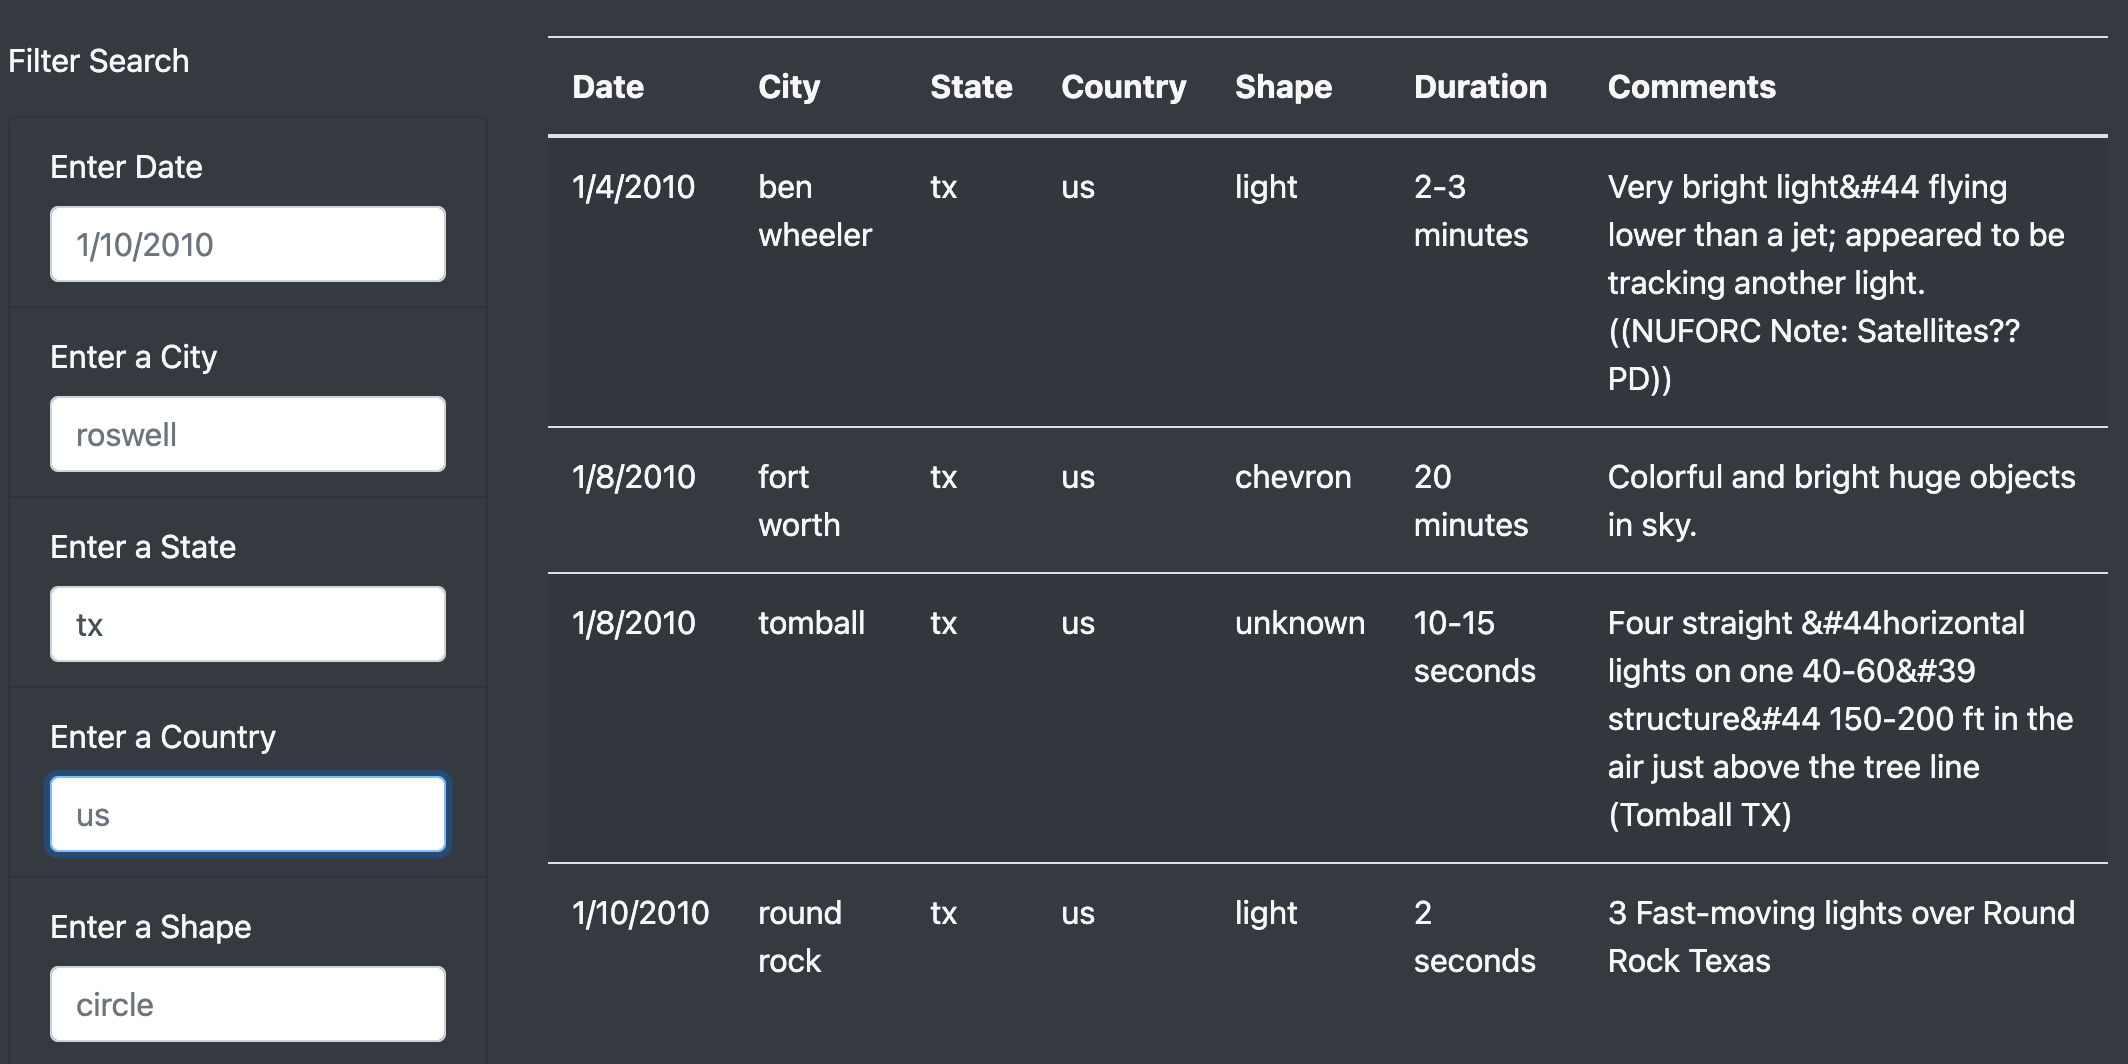 Filter Search
Enter Date
1/10/2010
Enter a City
roswell
Enter a State
tx
Enter a Country
us
Enter a Shape
circle
Date City State Country Shape Duration Comments
1/4/2010 ben tx us light 2-3 Very bright light&#44 flying
wheeler minutes lower than a jet; appeared to be
tracking another light.
((NUFORC Note: Satellites??
PD))
1/8/2010 fort tx us chevron 20 Colorful and bright huge objects
worth minutes in sky.
1/8/2010 tomball tx us unknown 10-15 Four straight &#44horizontal
seconds lights on one 40-60&#39
structure&#44 150-200 ft in the
air just above the tree line
(Tomball TX)
1/10/2010 round tx us light 2 3 Fast-moving lights over Round
rock seconds Rock Texas